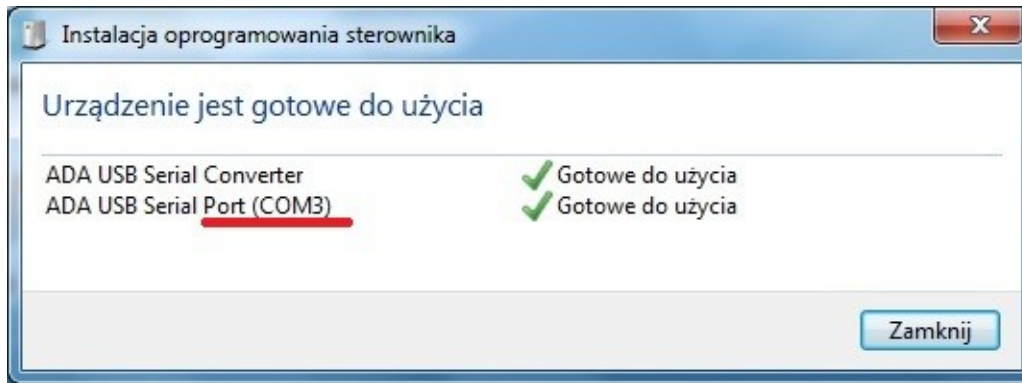 Instalacja oprogramowania sterownika
Urządzenie jest gotowe do użycia
ADA USB Serial Converter Gotowe do użycia
ADA USB Serial Port (COM3) Gotowe do użycia
Zamknij